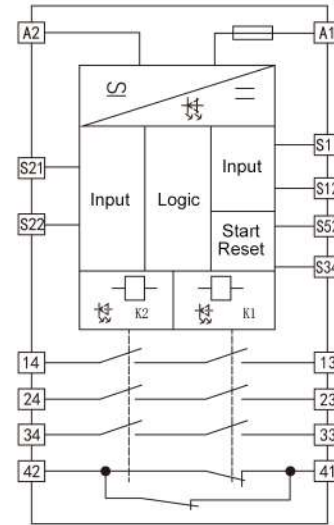 A2 A1
S1
S21 Input Logic Input S12
S22 Start S52
Reset
S34
K2 K1
14 13
24 23
34 33
42 41